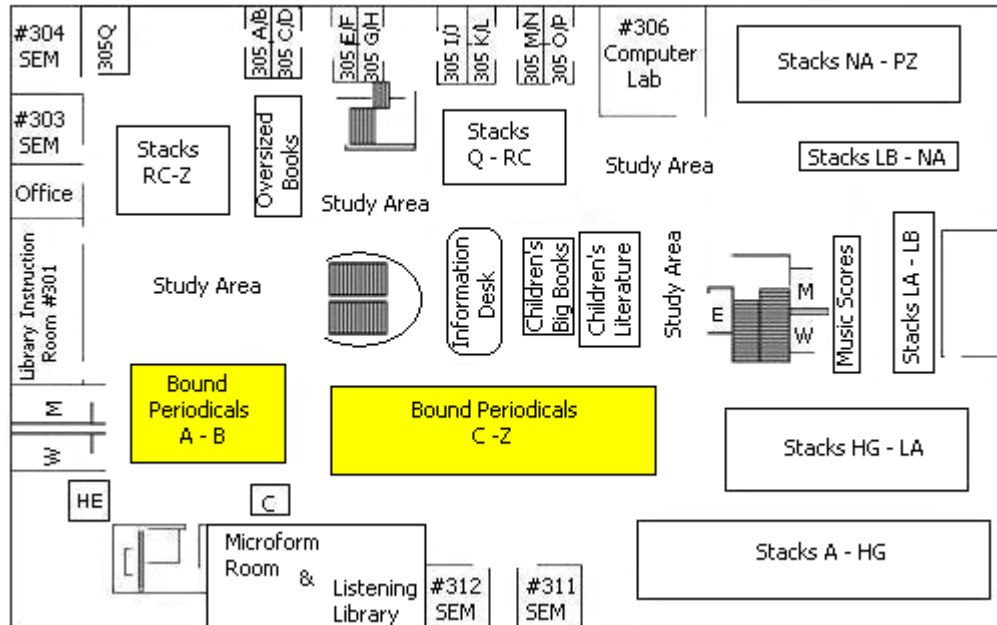 #304
SEM
305Q
305 A/B
305 C/D
305 E/F
305 G/H
305 I/J
305 K/L
305 M/N
305 O/P
#306
Computer
Lab
Stacks NA - PZ
#303
SEM
Stacks
RC-Z
Oversized
Books
Stacks
Q - RC
Study Area
Stacks LB - NA
Office
Study Area
Library Instruction
Room #301
Study Area
Information
Desk
Children's
Big Books
Children's
Literature
Study Area
E
M
W
Music Scores
Stacks LA - LB
Bound
Periodicals
A - B
Bound Periodicals
C -Z
M
W
Stacks HG - LA
HE
C
Microform
Room
&
Listening
Library
#312
SEM
#311
SEM
Stacks A - HG